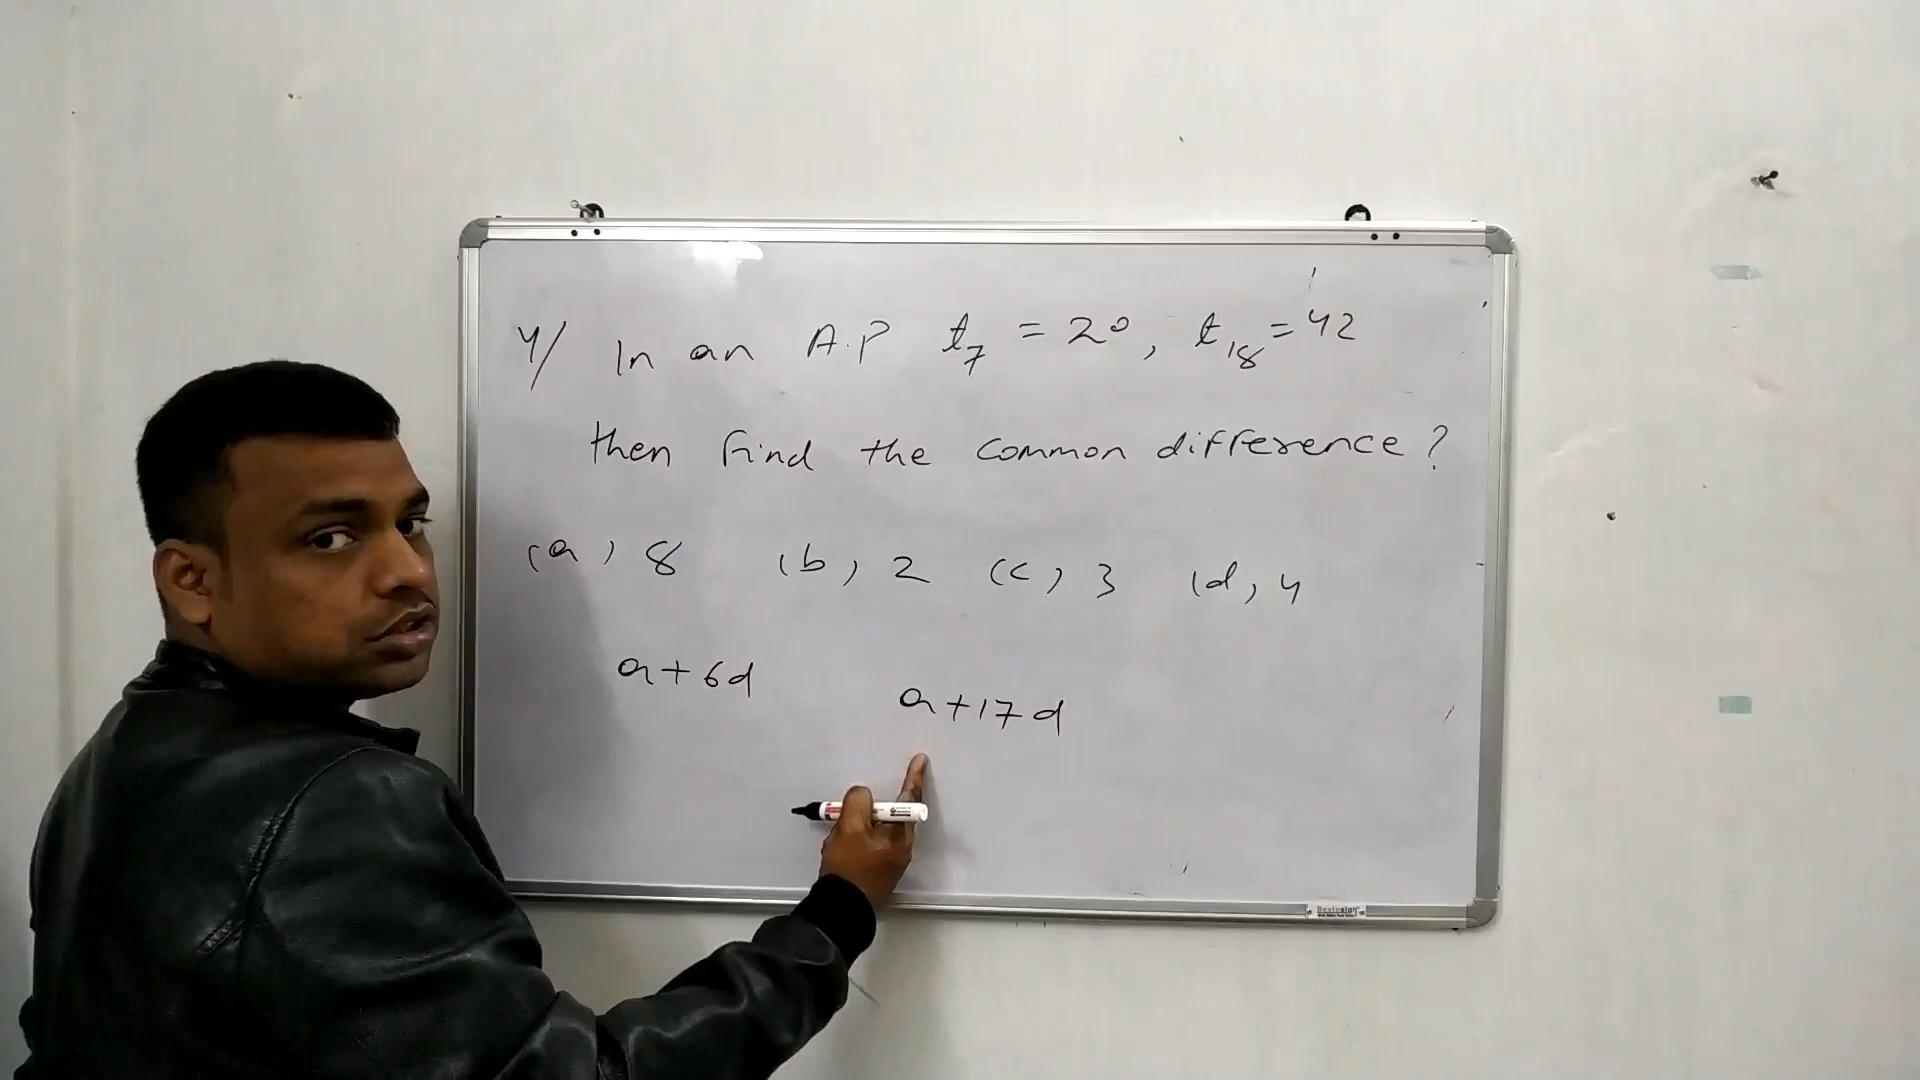 4/ In an A.P t₇ = 20, t₁₈ = 42
then find the common difference?
(a) 8 (b) 2 (c) 3 (d) 4
a+6d
a+17d